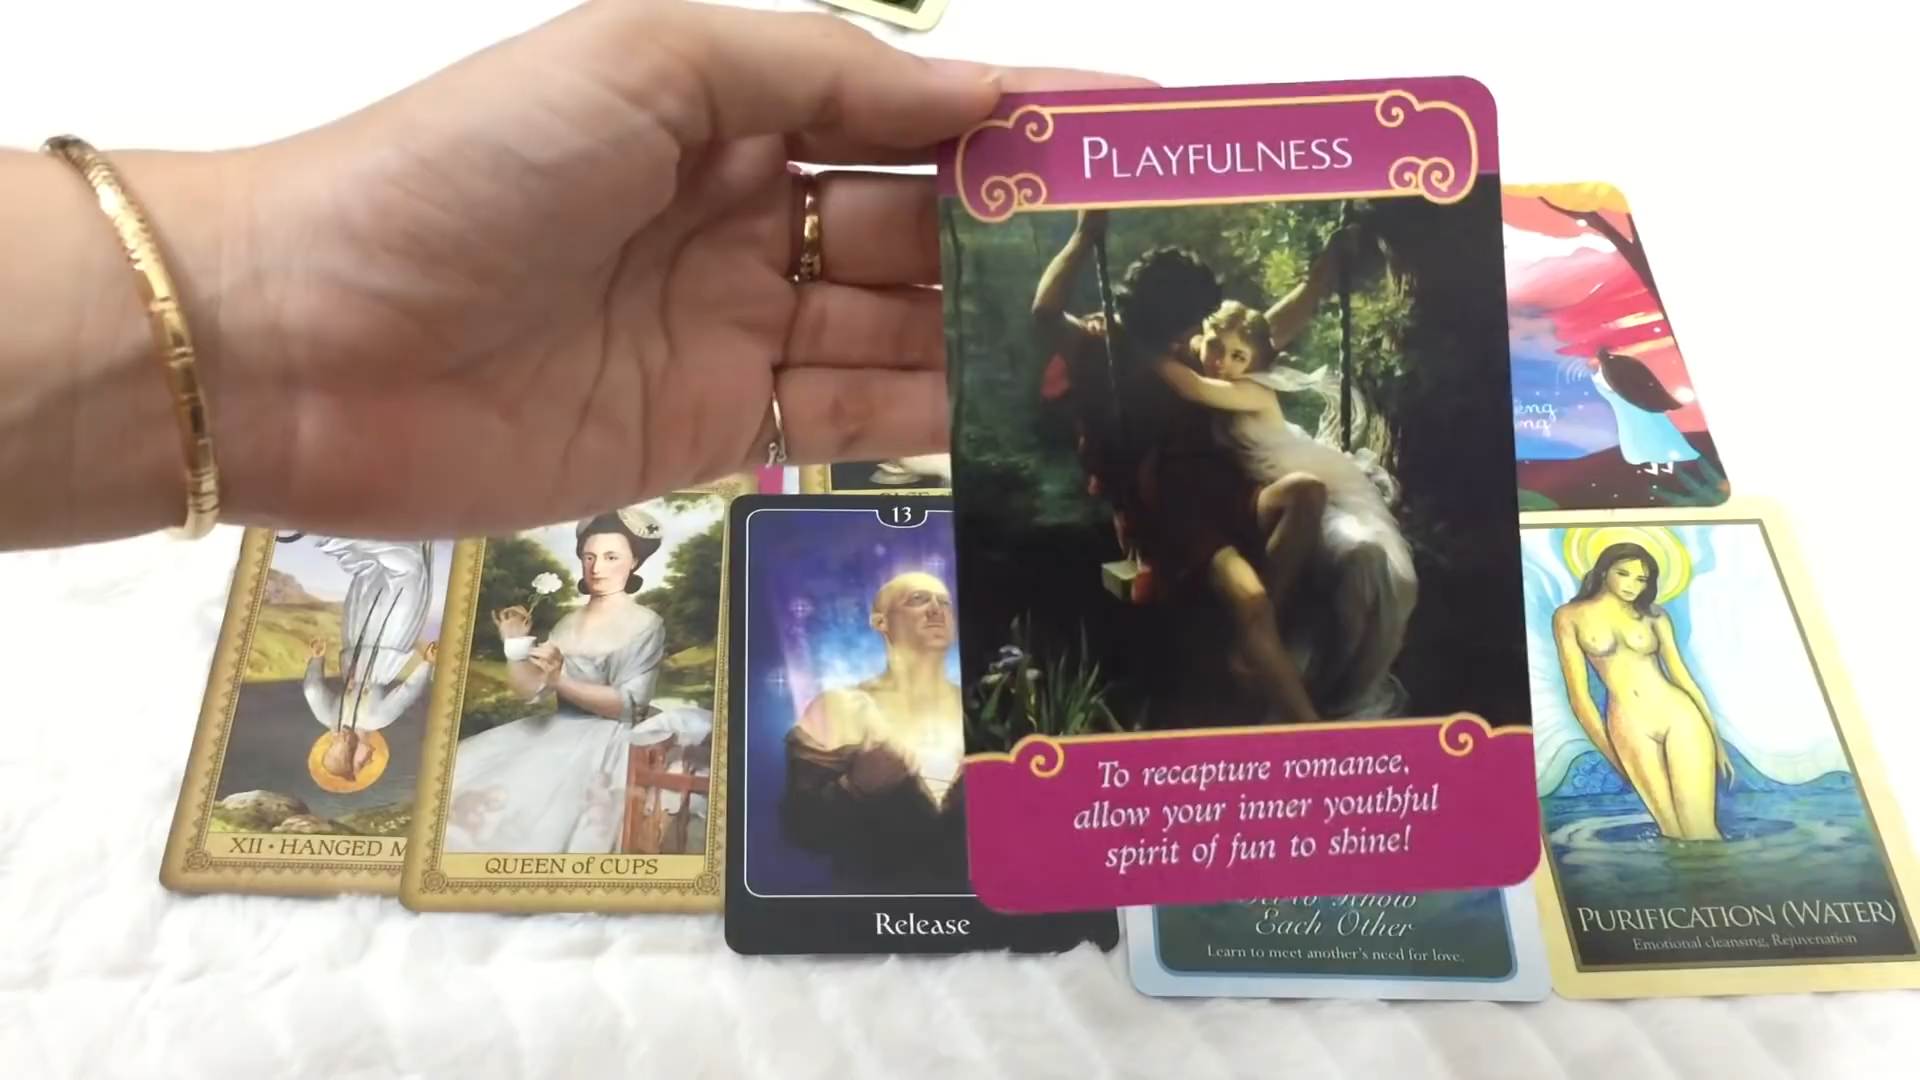 PLAYFULNESS
To recapture romance,
allow your inner youthful
spirit of fun to shine!
XII • HANGED M
QUEEN of CUPS
13
Release
Know
Each Other
Learn to meet another's need for love.
PURIFICATION (WATER)
Emotional cleansing, Rejuvenation